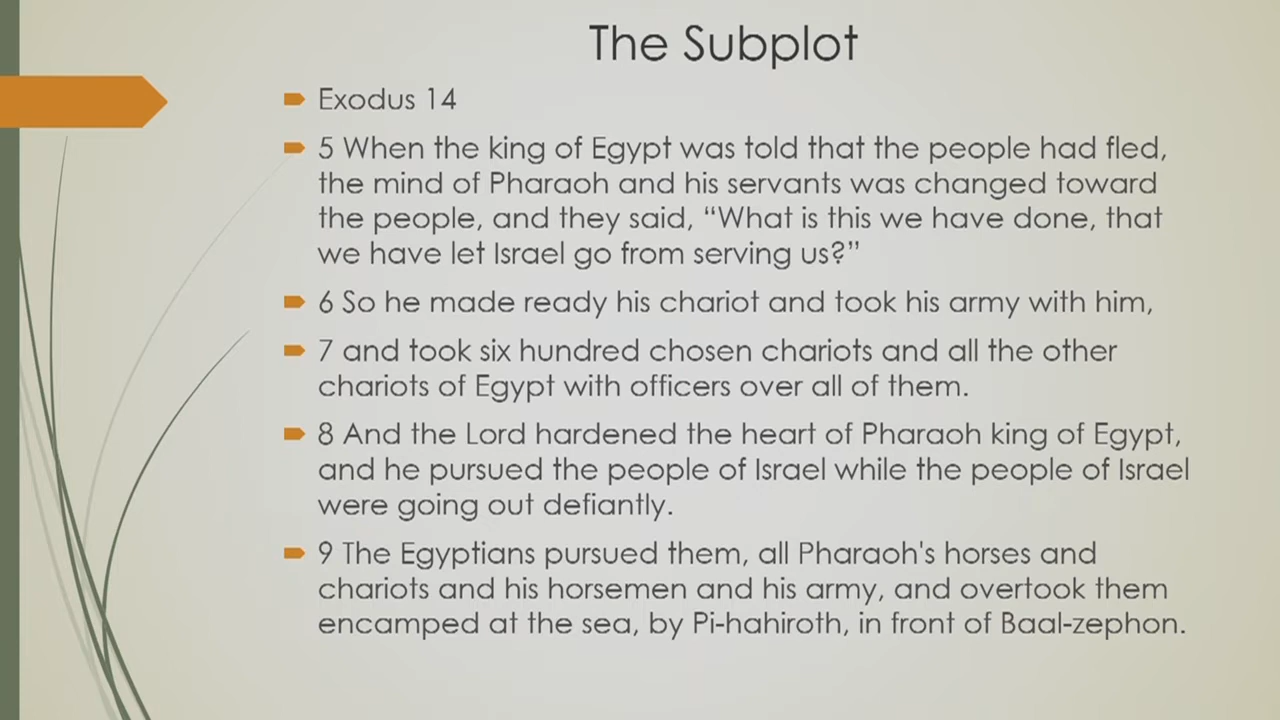 The Subplot
Exodus 14
5 When the king of Egypt was told that the people had fled,
the mind of Pharaoh and his servants was changed toward
the people, and they said, “What is this we have done, that
we have let Israel go from serving us?”
6 So he made ready his chariot and took his army with him,
7 and took six hundred chosen chariots and all the other
chariots of Egypt with officers over all of them.
8 And the Lord hardened the heart of Pharaoh king of Egypt,
and he pursued the people of Israel while the people of Israel
were going out defiantly.
9 The Egyptians pursued them, all Pharaoh's horses and
chariots and his horsemen and his army, and overtook them
encamped at the sea, by Pi-hahiroth, in front of Baal-zephon.